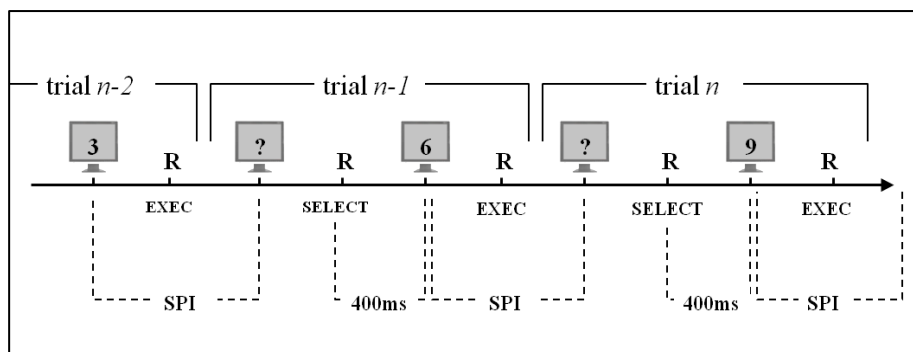 trial n-2 trial n-1 trial n
3 ? 6 ? 9
R R R R R
EXEC SELECT EXEC SELECT EXEC
SPI 400ms SPI 400ms SPI